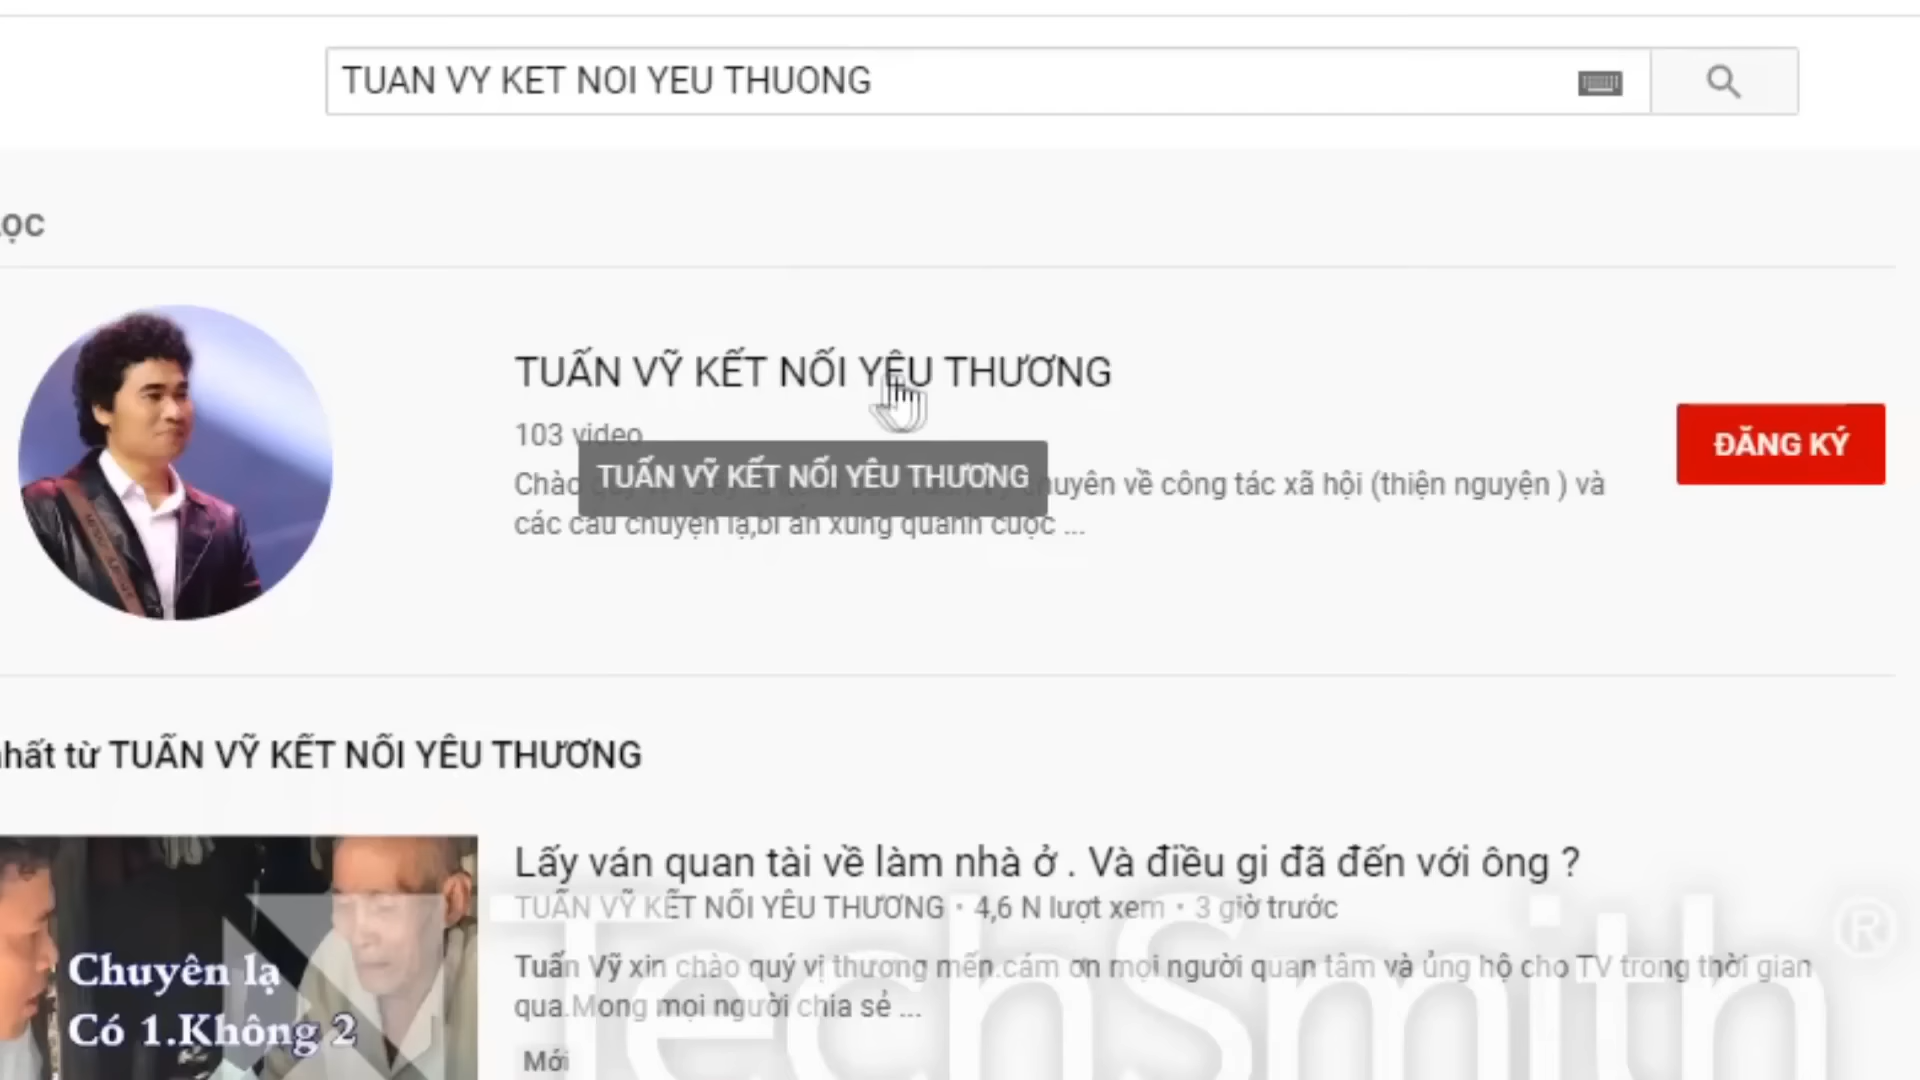 TUAN VY KET NOI YEU THUONG
ọc
TUẤN VỸ KẾT NỐI YÊU THƯƠNG
103 video
TUẤN VỸ KẾT NỐI YÊU THƯƠNG
Chào huyên về công tác xã hội (thiện nguyện ) và
các câu chuyện lạ,bí ẩn xung quanh cuộc ...
ĐĂNG KÝ
nhất từ TUẤN VỸ KẾT NỐI YÊU THƯƠNG
Lấy ván quan tài về làm nhà ở . Và điều gi đã đến với ông ?
TUẤN VỸ KẾT NỐI YÊU THƯƠNG • 4,6 N lượt xem • 3 giờ trước
Tuấn Vỹ xin chào quý vị thương mến.cám ơn mọi người quan tâm và ủng hộ cho TV trong thời gian
qua.Mong mọi người chia sẻ ...
Mới
Chuyện lạ
Có 1.Không 2
TechSmith®